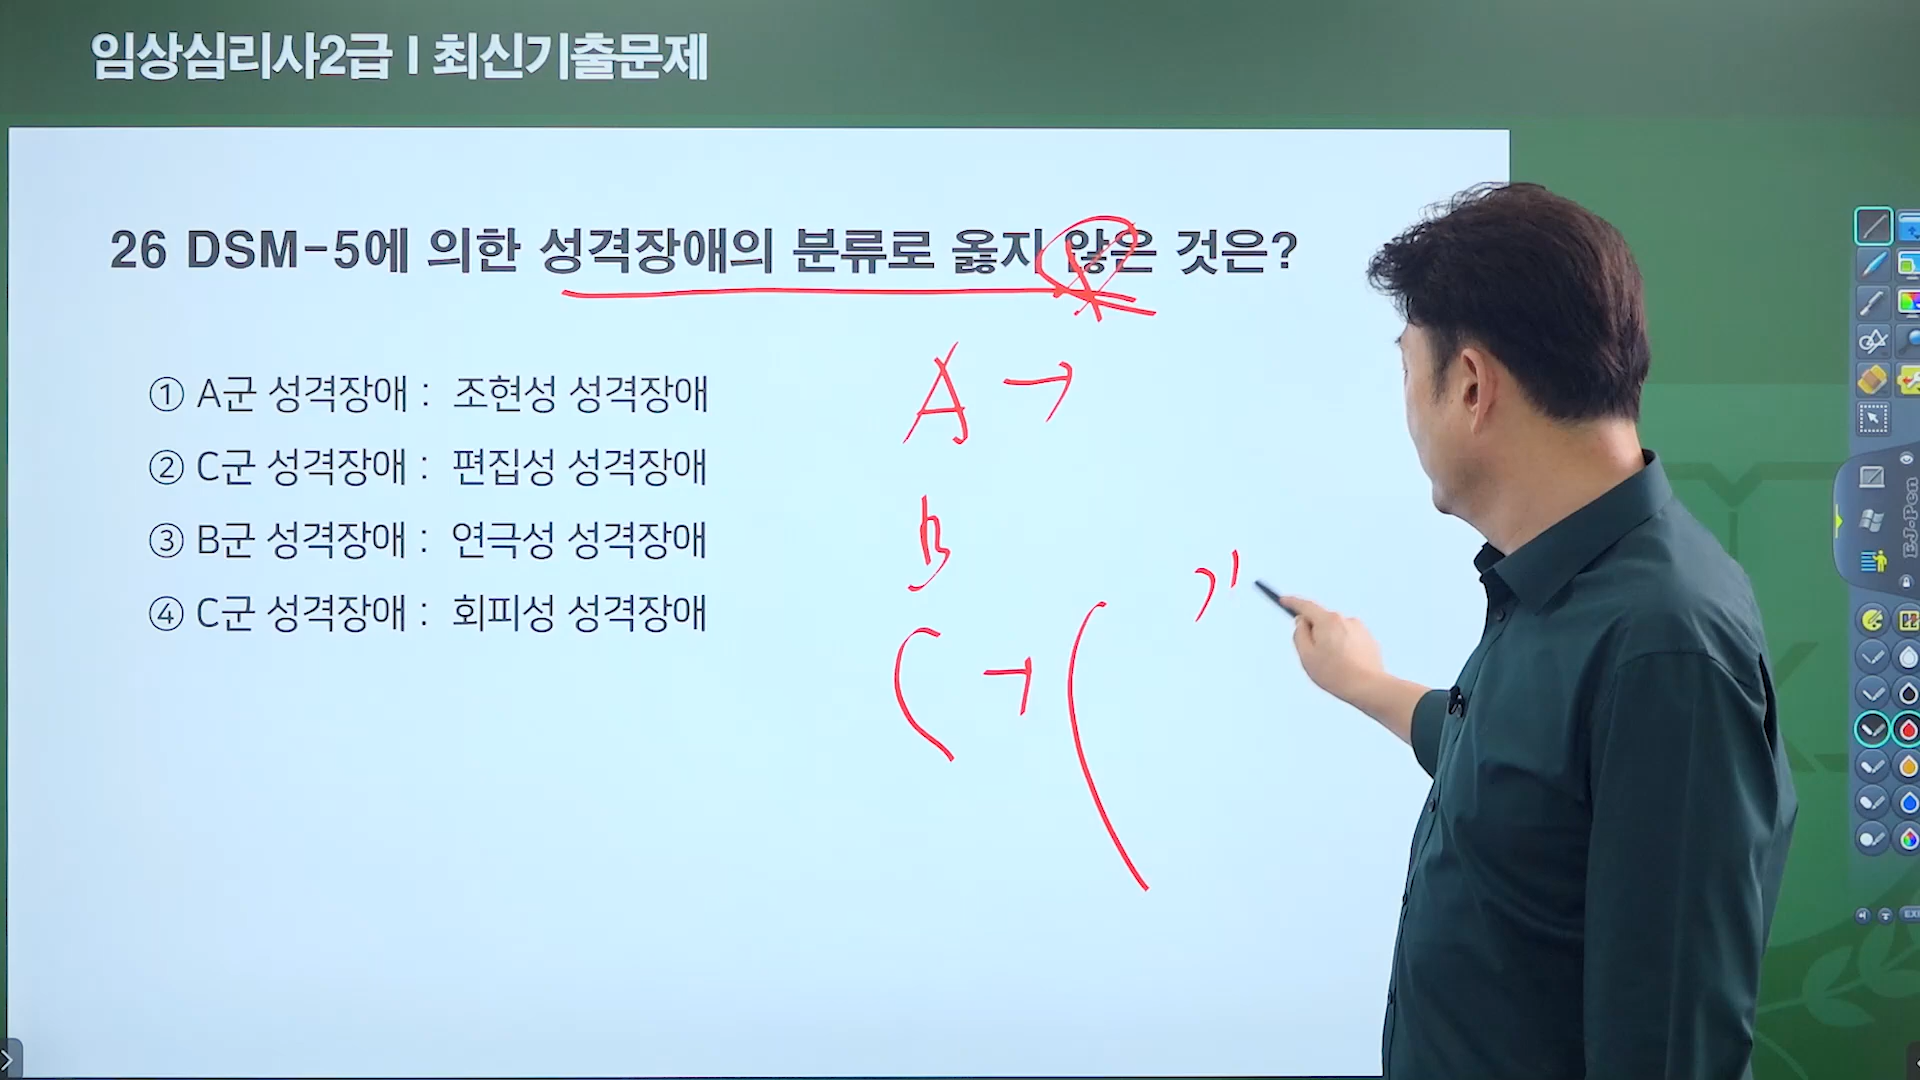 임상심리사2급 I 최신기출문제
26 DSM-5에 의한 성격장애의 분류로 옳지 않은 것은?
① A군 성격장애 : 조현성 성격장애
② C군 성격장애 : 편집성 성격장애
③ B군 성격장애 : 연극성 성격장애
④ C군 성격장애 : 회피성 성격장애
A →
B
C →
EJ-Pen